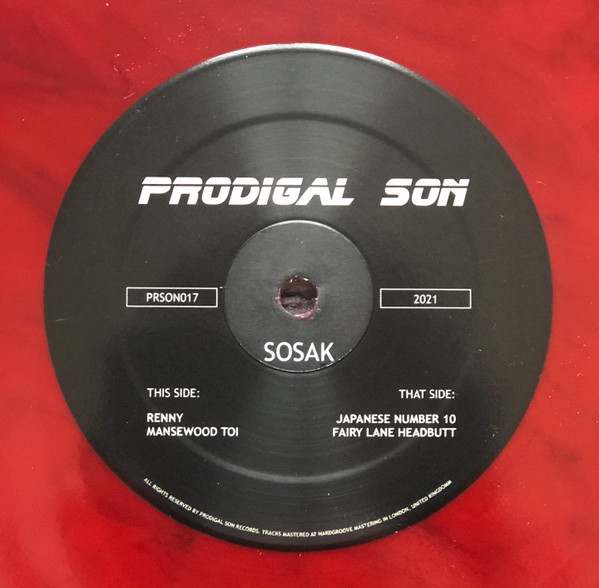 PRODIGAL SON
PRSON017
2021
SOSAK
THIS SIDE:
RENNY
MANSEWOOD TOI
THAT SIDE:
JAPANESE NUMBER 10
FAIRY LANE HEADBUTT
ALL RIGHTS RESERVED BY PRODIGAL SON RECORDS. TRACKS MASTERED AT HARDGROOVE MASTERING IN LONDON, UNITED KINGDOMM